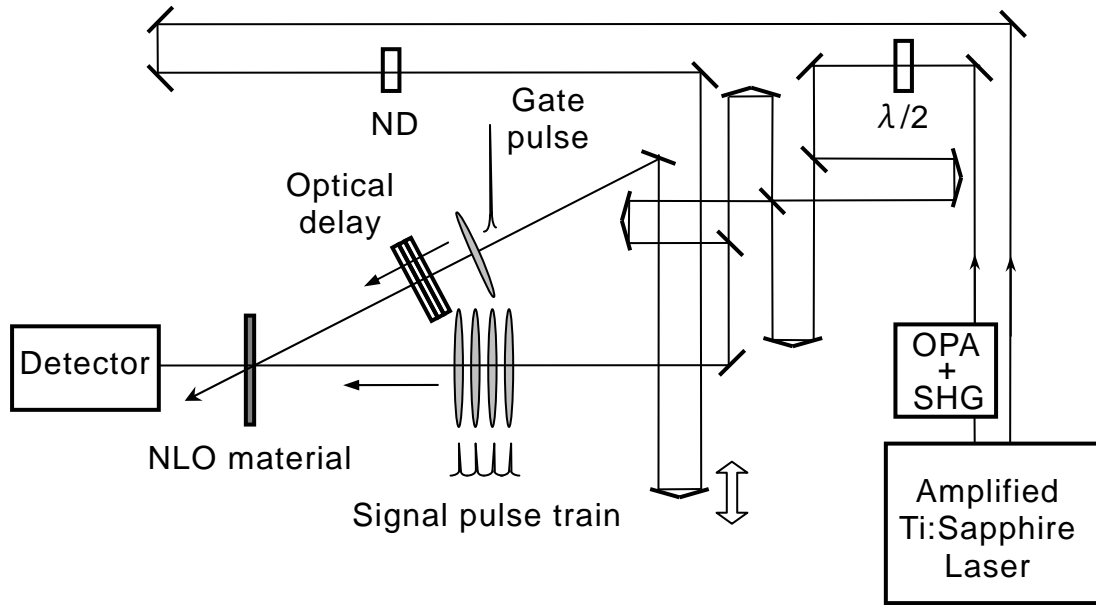 Gate
pulse
ND
λ/2
Optical
delay
OPA
+
SHG
Detector
NLO material
Signal pulse train
Amplified
Ti:Sapphire
Laser